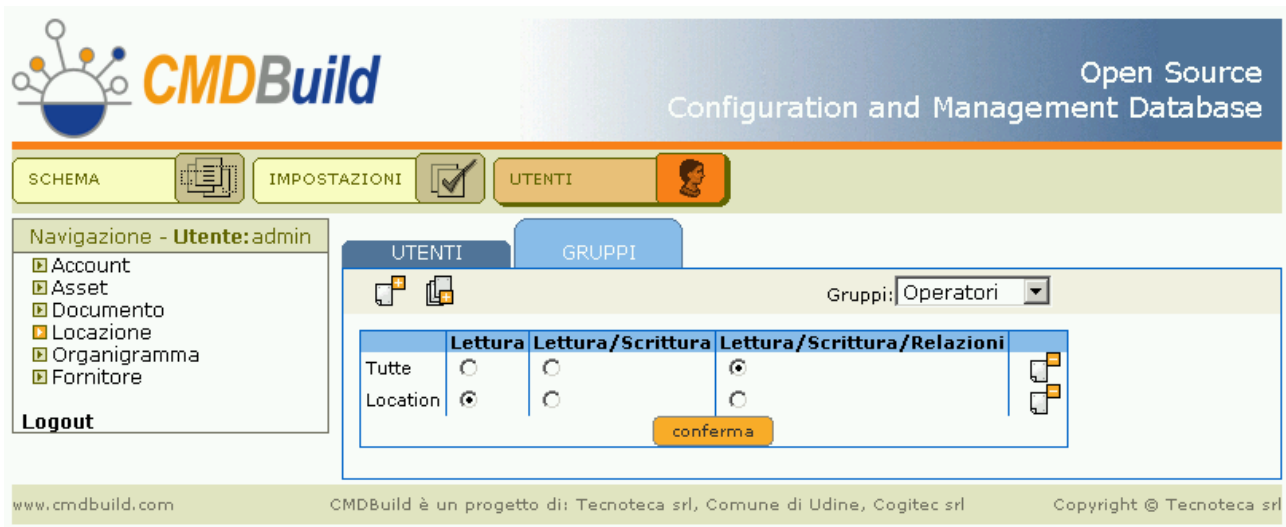 CMDBuild
Open Source
Configuration and Management Database
SCHEMA
IMPOSTAZIONI
UTENTI
Navigazione - Utente:admin
Account
Asset
Documento
Locazione
Organigramma
Fornitore
Logout
UTENTI
GRUPPI
Gruppi: Operatori
Lettura Lettura/Scrittura Lettura/Scrittura/Relazioni
Tutte
Location
conferma
www.cmdbuild.com CMDBuild è un progetto di: Tecnoteca srl, Comune di Udine, Cogitec srl Copyright © Tecnoteca srl